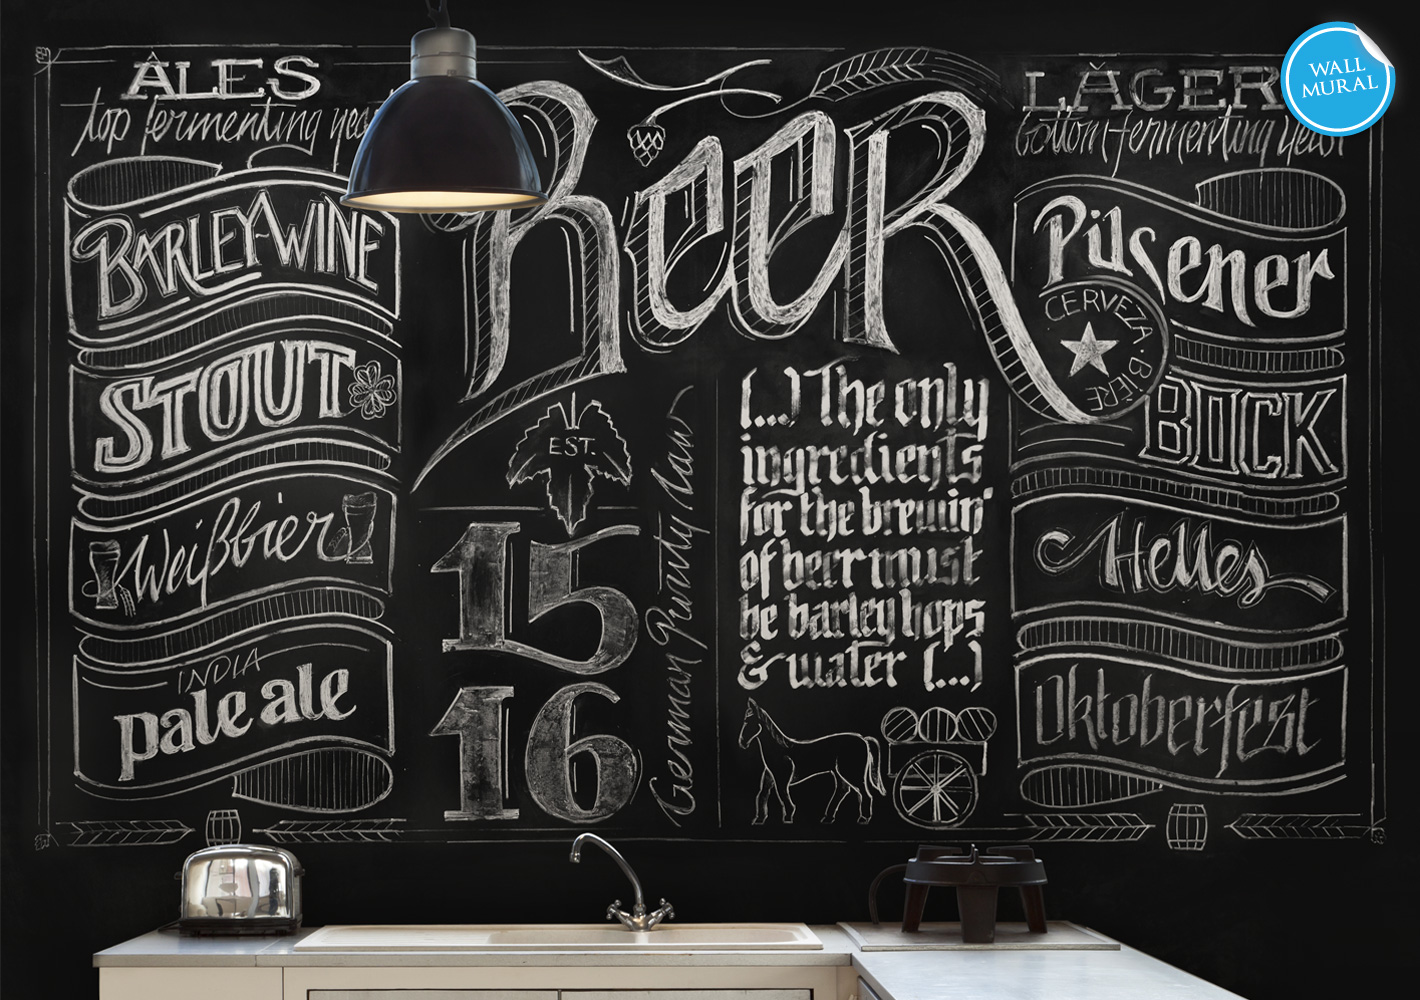 ÂLES
top fermenting
BARLEY-WINE
STOUT
Weißbier
INDIA
pale ale
Beer
EST.
15
16
German Purity Law
(...) The only
ingredients
for the brewin'
of beer must
be barley hops
& water (...)
LÄGER
bottom fermenting yeast
Pilsener
CERVEZA · BIÈRE
BOCK
Helles
Oktoberfest
WALL
MURAL